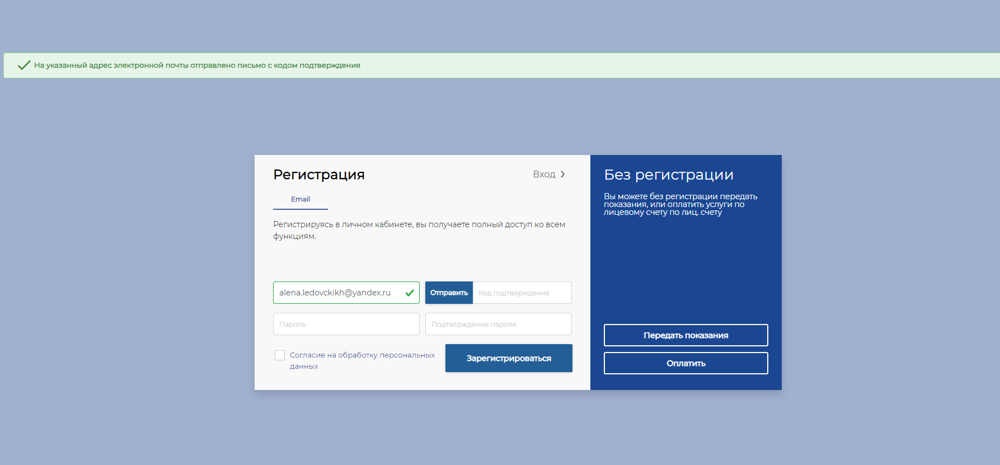 На указанный адрес электронной почты отправлено письмо с кодом подтверждения
Регистрация
Вход
Email
Регистрируясь в личном кабинете, вы получаете полный доступ ко всем
функциям.
alena.ledovckikh@yandex.ru
Отправить
Код подтверждения
Пароль
Подтверждение пароля
Согласие на обработку персональных
данных
Зарегистрироваться
Без регистрации
Вы можете без регистрации передать
показания, или оплатить услуги по
лицевому счету по лиц. счету
Передать показания
Оплатить